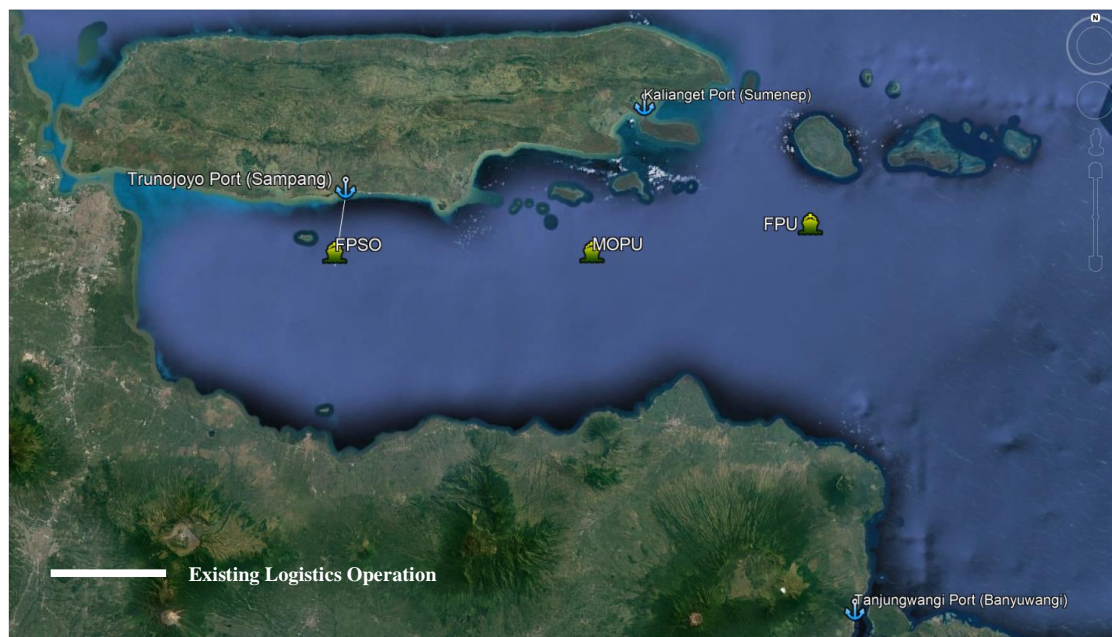 N
Kalianget Port (Sumenep)
Trunojoyo Port (Sampang)
FPU
FPSO
MOPU
Existing Logistics Operation
Tanjungwangi Port (Banyuwangi)